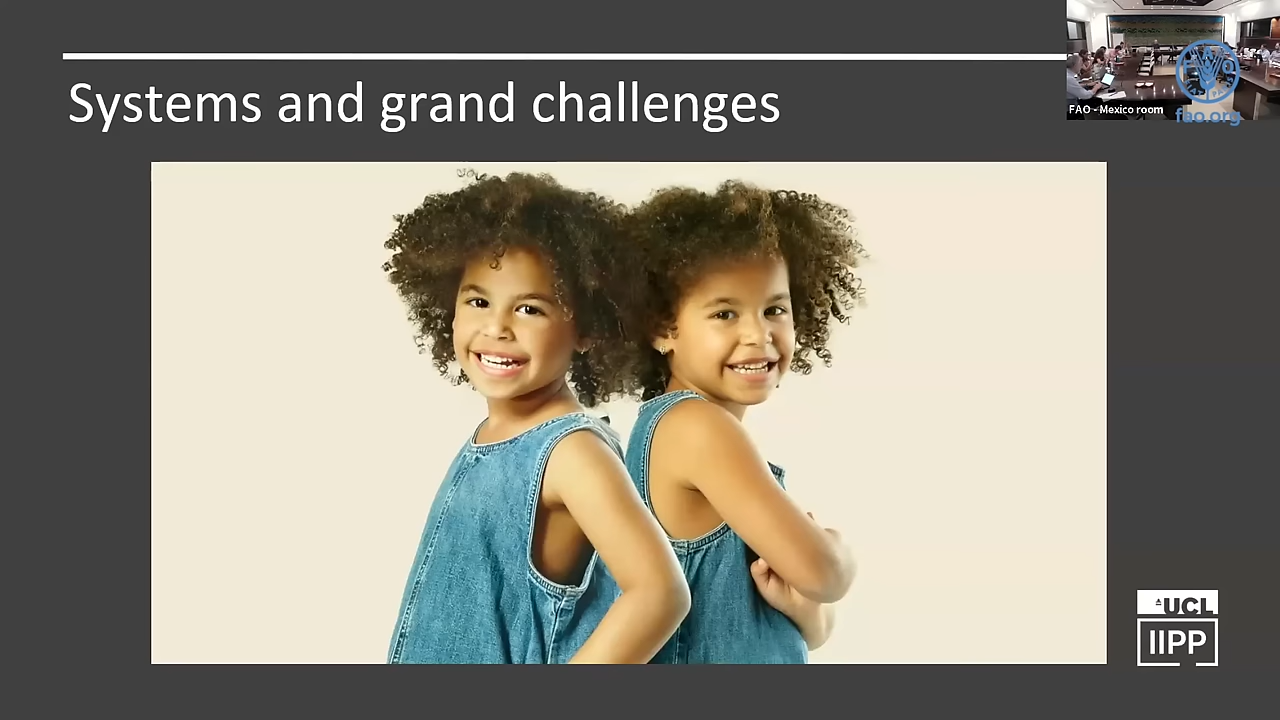 Systems and grand challenges
FAO - Mexico room
fao.org
UCL
IIPP